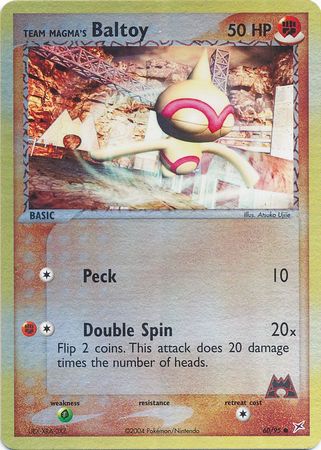 TEAM MAGMA'S Baltoy 50 HP
BASIC
Illus. Atsuko Ujiie
Peck 10
Double Spin 20x
Flip 2 coins. This attack does 20 damage
times the number of heads.
weakness resistance retreat cost
©2004 Pokémon/Nintendo
60/95